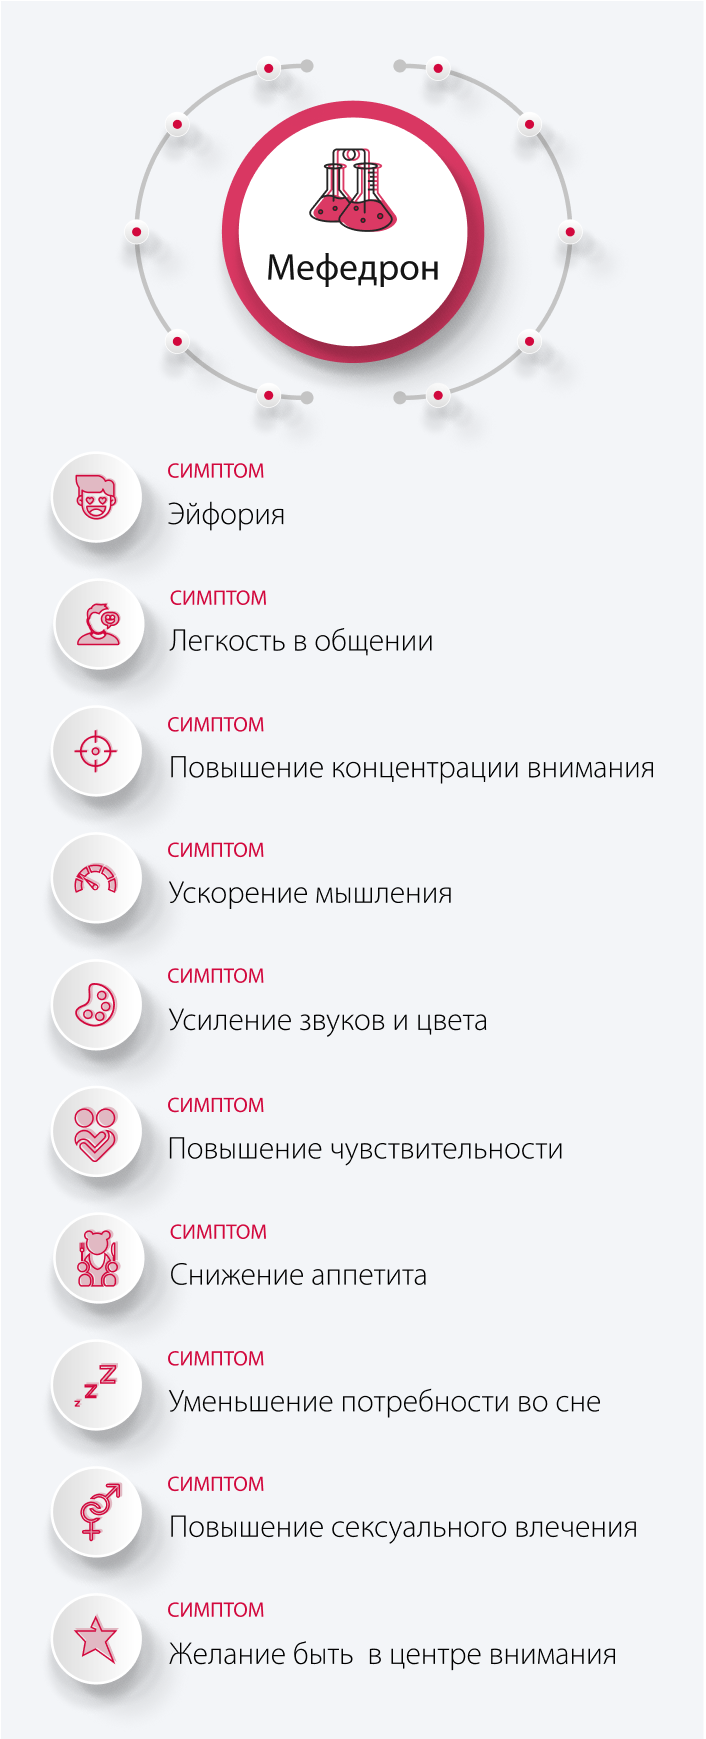 Мефедрон
СИМПТОМ
Эйфория
СИМПТОМ
Легкость в общении
СИМПТОМ
Повышение концентрации внимания
СИМПТОМ
Ускорение мышления
СИМПТОМ
Усиление звуков и цвета
СИМПТОМ
Повышение чувствительности
СИМПТОМ
Снижение аппетита
СИМПТОМ
z z Z
Уменьшение потребности во сне
СИМПТОМ
Повышение сексуального влечения
СИМПТОМ
Желание быть  в центре внимания